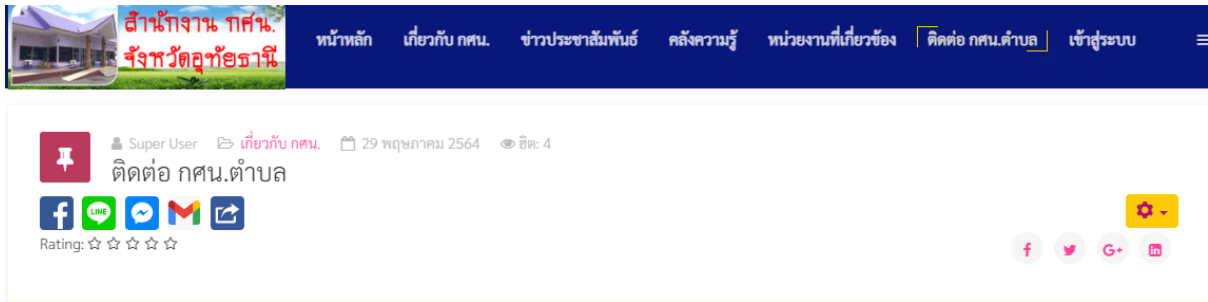 สำนักงาน กศน.
จังหวัดอุทัยธานี
หน้าหลัก เกี่ยวกับ กศน. ข่าวประชาสัมพันธ์ คลังความรู้ หน่วยงานที่เกี่ยวข้อง ติดต่อ กศน.ตำบล เข้าสู่ระบบ
Super User เกี่ยวกับ กศน. 29 พฤษภาคม 2564 ฮิต: 4
ติดต่อ กศน.ตำบล
LINE
Rating: